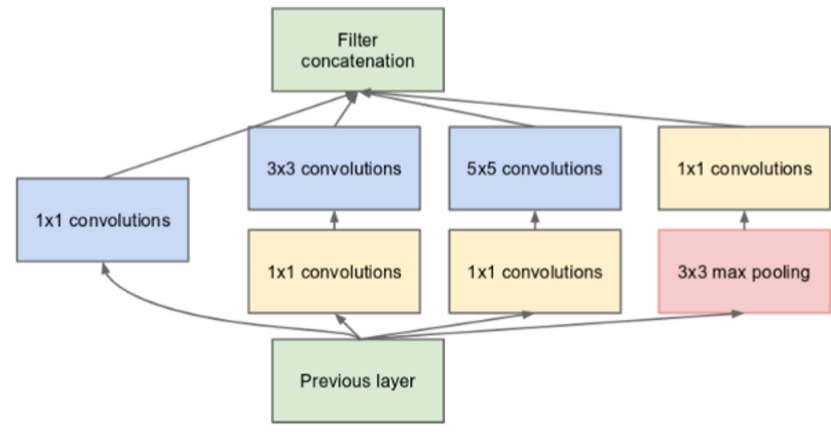 Filter
concatenation
3x3 convolutions
5x5 convolutions
1x1 convolutions
1x1 convolutions
1x1 convolutions
1x1 convolutions
3x3 max pooling
Previous layer